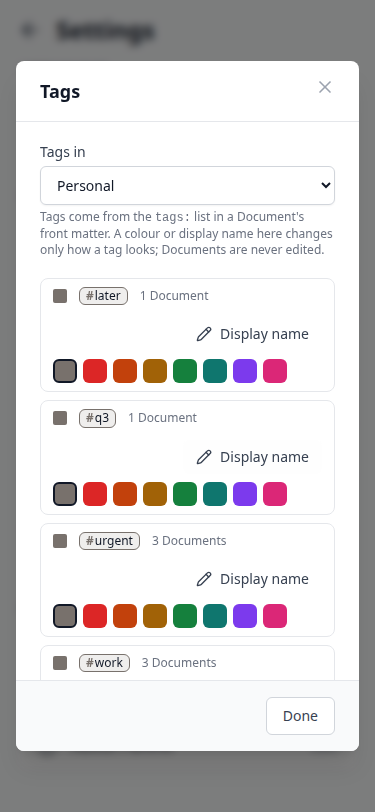 Settings
Tags
Tags in
Personal
Tags come from the tags: list in a Document's
front matter. A colour or display name here changes
only how a tag looks; Documents are never edited.
#later 1 Document
Display name
#q3 1 Document
Display name
#urgent 3 Documents
Display name
#work 3 Documents
Done